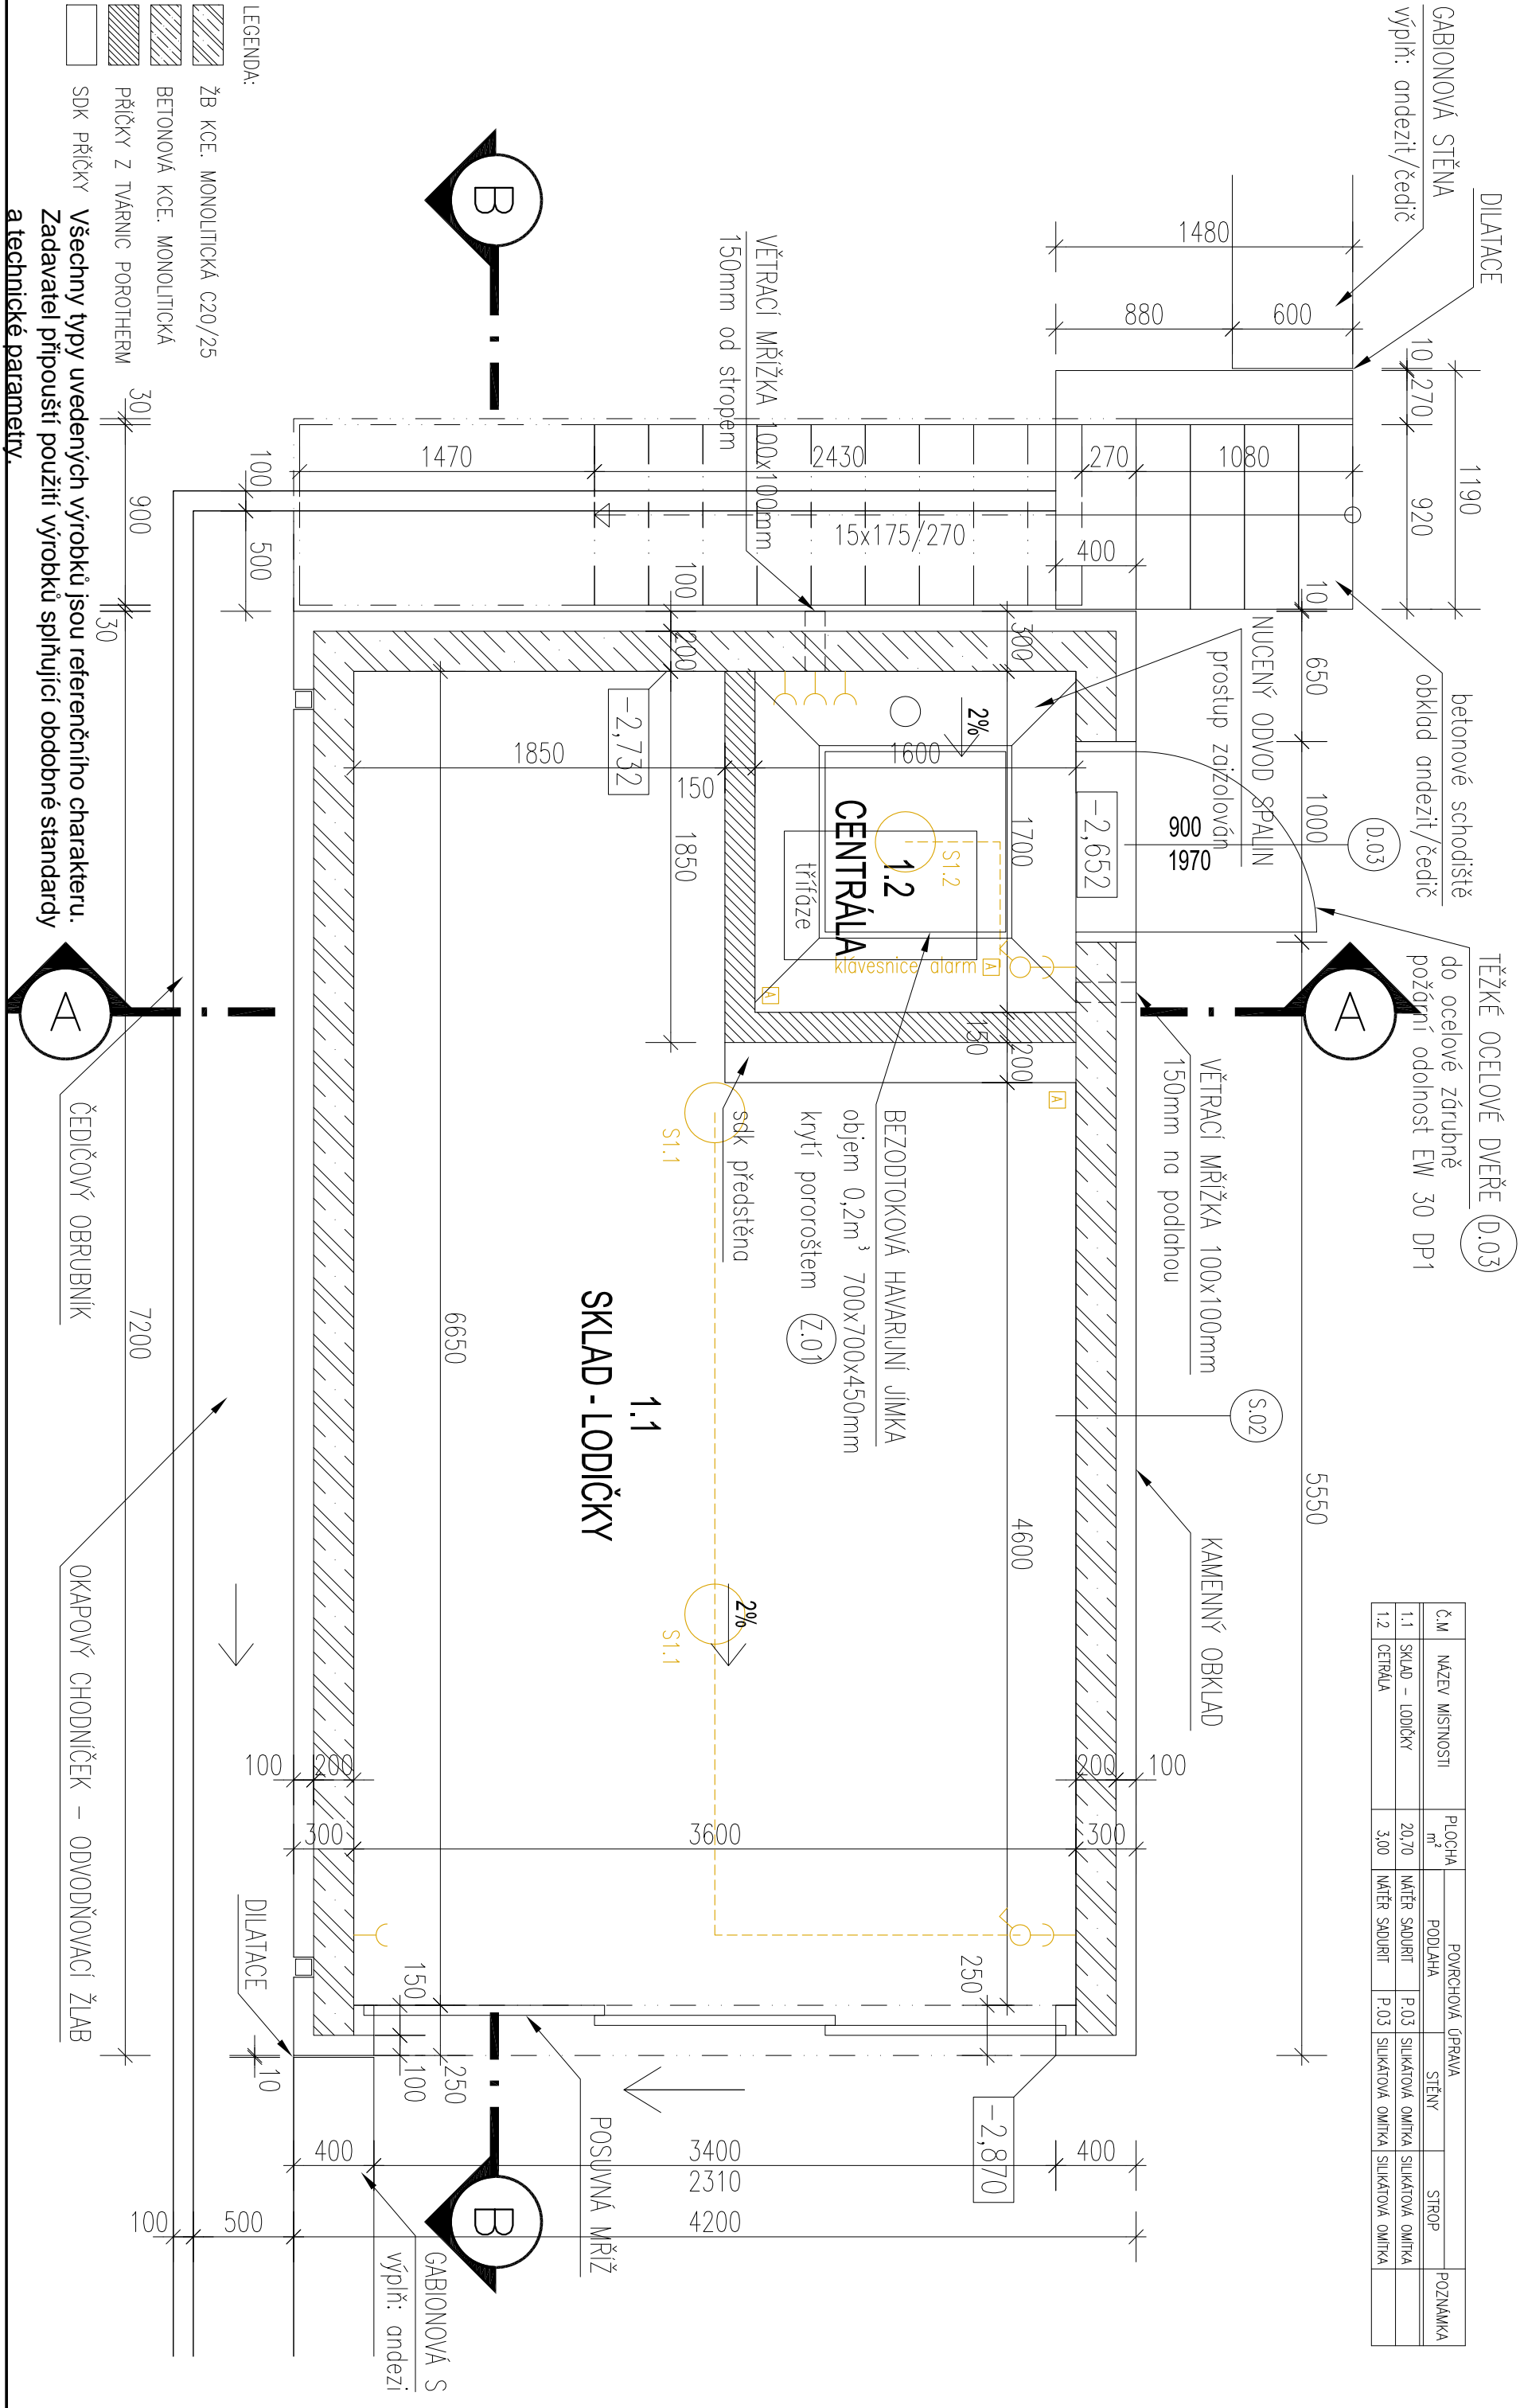 DILATACE
GABIONOVÁ STĚNA
výplň: andezit/čedič
1480
880
600
10
270
920
1190
1470
2430
270
1080
15x175/270
400
betonové schodiště
obklad andezit/čedič
TĚŽKÉ OCELOVÉ DVEŘE
D.03
do ocelové zárubně
požární odolnost EW 30 DP1
VĚTRACÍ MŘÍŽKA 100x100mm
150mm od stropem
NUCENÝ ODVOD SPALIN
prostup zaizolován
10
650
1000
5550
D.03
900
1970
-2,652
VĚTRACÍ MŘÍŽKA 100x100mm
150mm na podlahou
S.02
KAMENNÝ OBKLAD
A
A
B
B
100
200
300
2%
1600
1700
1850
150
1850
-2,732
1.2
CENTRÁLA
třífáze
S1.2
klávesnice alarm
A
A
A
150
200
sdk předstěna
BEZODTOKOVÁ HAVARIJNÍ JÍMKA
objem 0,2m³ 700x700x450mm
krytí pororoštem
Z.01
S1.1
S1.1
1.1
SKLAD - LODIČKY
6650
4600
2%
100
200
300
3600
200
100
300
250
150
100
250
10
DILATACE
-2,870
400
3400
2310
400
4200
100
500
POSUVNÁ MŘÍŽ
GABIONOVÁ S
výplň: andezi
30
900
30
7200
100
500
ČEDIČOVÝ OBRUBNÍK
OKAPOVÝ CHODNÍČEK - ODVODŇOVACÍ ŽLAB
Č.M
NÁZEV MÍSTNOSTI
PLOCHA
m²
POVRCHOVÁ ÚPRAVA
PODLAHA
STĚNY
STROP
POZNÁMKA
1.1 SKLAD - LODIČKY 20,70 NÁTĚR SADURIT P.03 SILIKÁTOVÁ OMÍTKA SILIKÁTOVÁ OMÍTKA
1.2 CETRÁLA 3,00 NÁTĚR SADURIT P.03 SILIKÁTOVÁ OMÍTKA SILIKÁTOVÁ OMÍTKA
LEGENDA:
ŽB KCE. MONOLITICKÁ C20/25
BETONOVÁ KCE. MONOLITICKÁ
PŘÍČKY Z TVÁRNIC POROTHERM
SDK PŘÍČKY
Všechny typy uvedených výrobků jsou referenčního charakteru.
Zadavatel připouští použití výrobků splňující obdobné standardy
a technické parametry.